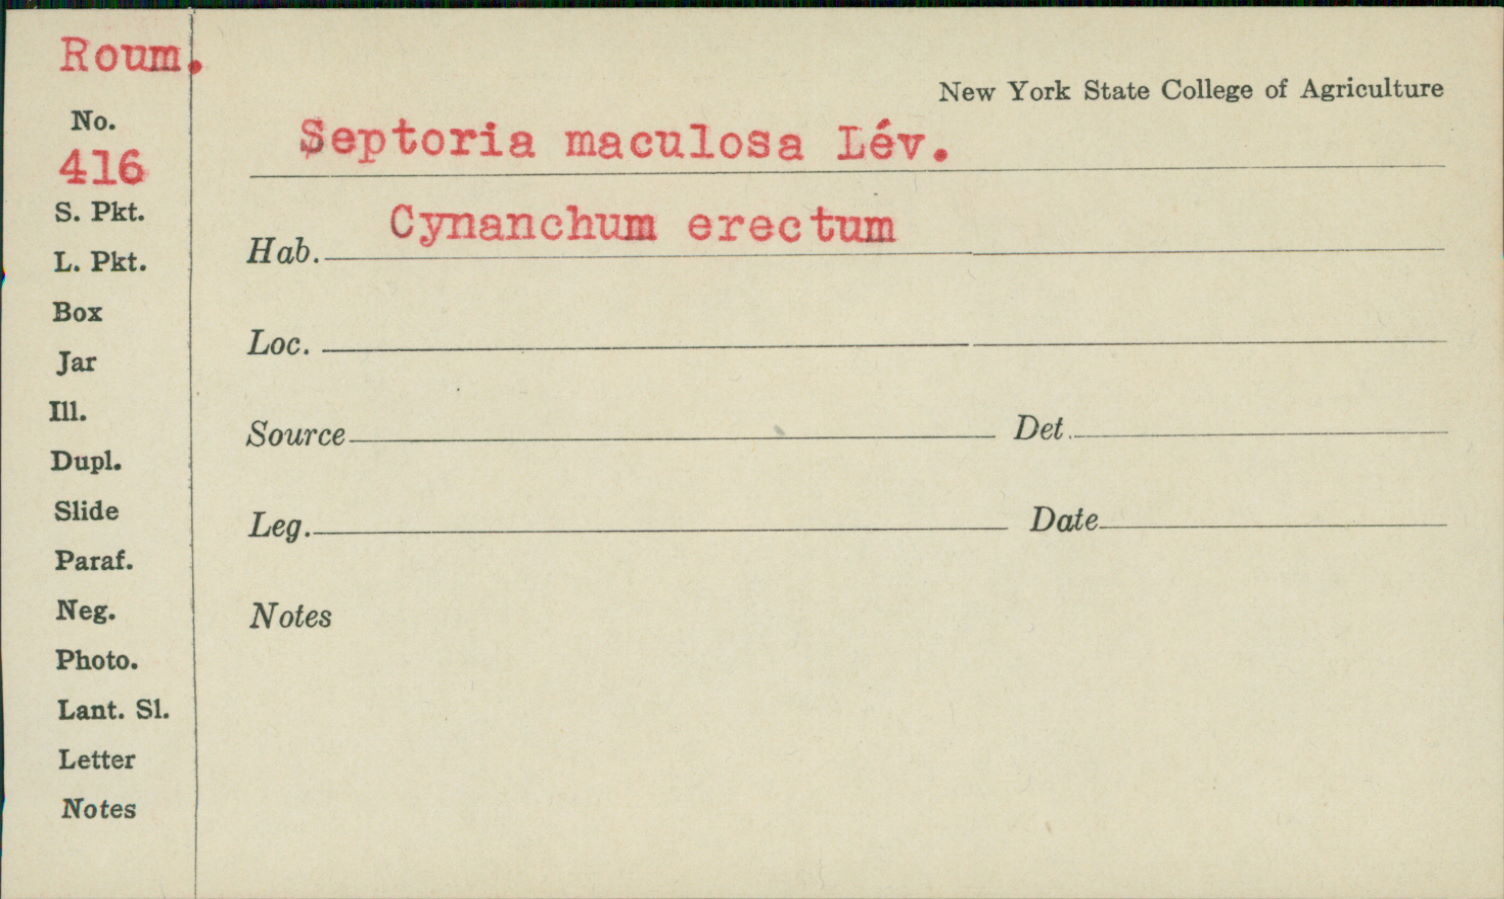 Roum.
New York State College of Agriculture
No.
416
Septoria maculosa Lév.
S. Pkt.
Hab. Cynanchum erectum
L. Pkt.
Box
Loc.
Jar
Ill.
Source Det.
Dupl.
Slide
Leg. Date
Paraf.
Neg.
Notes
Photo.
Lant. Sl.
Letter
Notes